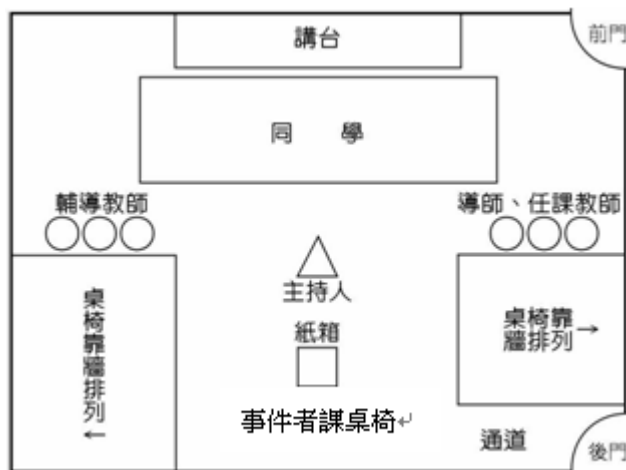 講台
前門
同 學
輔導教師
導師、任課教師
主持人
紙箱
桌椅靠牆排列←
桌椅靠
牆排列→
事件者謀桌椅↵
通道
後門